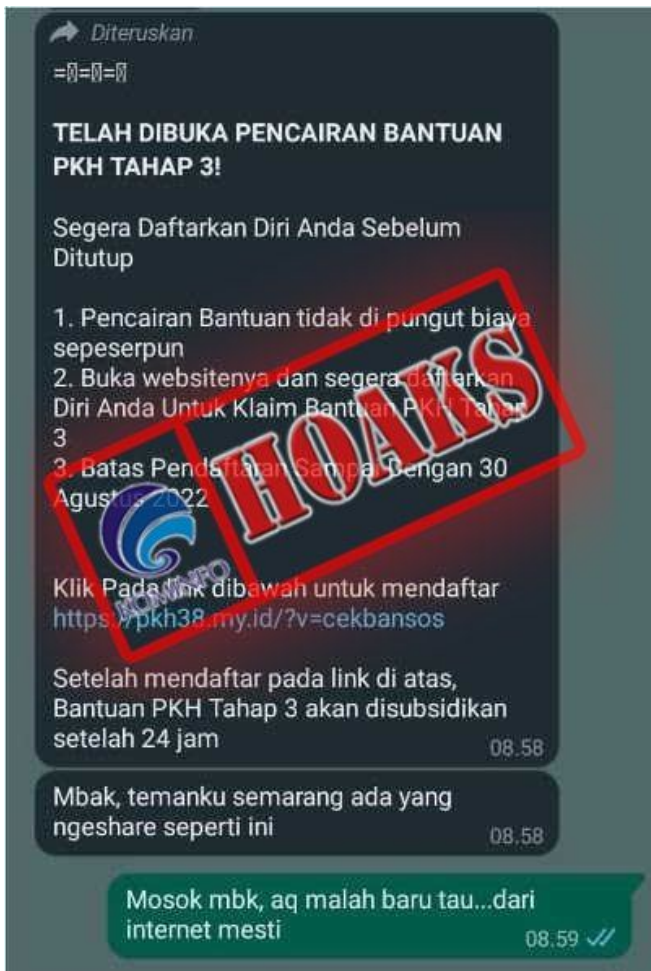 Diteruskan
TELAH DIBUKA PENCAIRAN BANTUAN
PKH TAHAP 3!
Segera Daftarkan Diri Anda Sebelum
Ditutup
1. Pencairan Bantuan tidak di pungut biaya
sepeserpun
2. Buka websitenya dan segera daftarkan
Diri Anda Untuk Klaim Bantuan PKH Tahap
3
3. Batas Pendaftaran Sampai Dengan 30
Agustus 2022
HOAKS
KOMINFO
Klik Pada link dibawah untuk mendaftar
https://pkh38.my.id/?v=cekbansos
Setelah mendaftar pada link di atas,
Bantuan PKH Tahap 3 akan disubsidikan
setelah 24 jam
08.58
Mbak, temanku semarang ada yang
ngeshare seperti ini
08.58
Mosok mbk, aq malah baru tau...dari
internet mesti
08.59